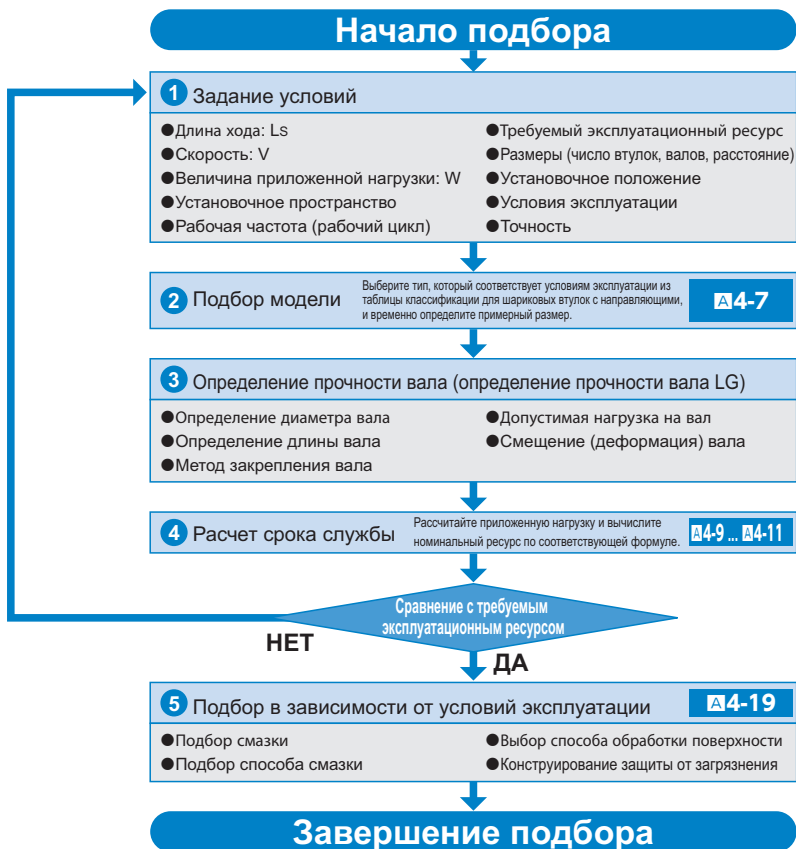 Начало подбора
1 Задание условий
●Длина хода: Ls
●Скорость: V
●Величина приложенной нагрузки: W
●Установочное пространство
●Рабочая частота (рабочий цикл)
●Требуемый эксплуатационный ресурс
●Размеры (число втулок, валов, расстояние)
●Установочное положение
●Условия эксплуатации
●Точность
2 Подбор модели
Выберите тип, который соответствует условиям эксплуатации из
таблицы классификации для шариковых втулок с направляющими,
и временно определите примерный размер.
A4-7
3 Определение прочности вала (определение прочности вала LG)
●Определение диаметра вала
●Определение длины вала
●Метод закрепления вала
●Допустимая нагрузка на вал
●Смещение (деформация) вала
4 Расчет срока службы
Рассчитайте приложенную нагрузку и вычислите
номинальный ресурс по соответствующей формуле.
A4-9 ... A4-11
Сравнение с требуемым
эксплуатационным ресурсом
НЕТ
ДА
5 Подбор в зависимости от условий эксплуатации
A4-19
●Подбор смазки
●Подбор способа смазки
●Выбор способа обработки поверхности
●Конструирование защиты от загрязнения
Завершение подбора